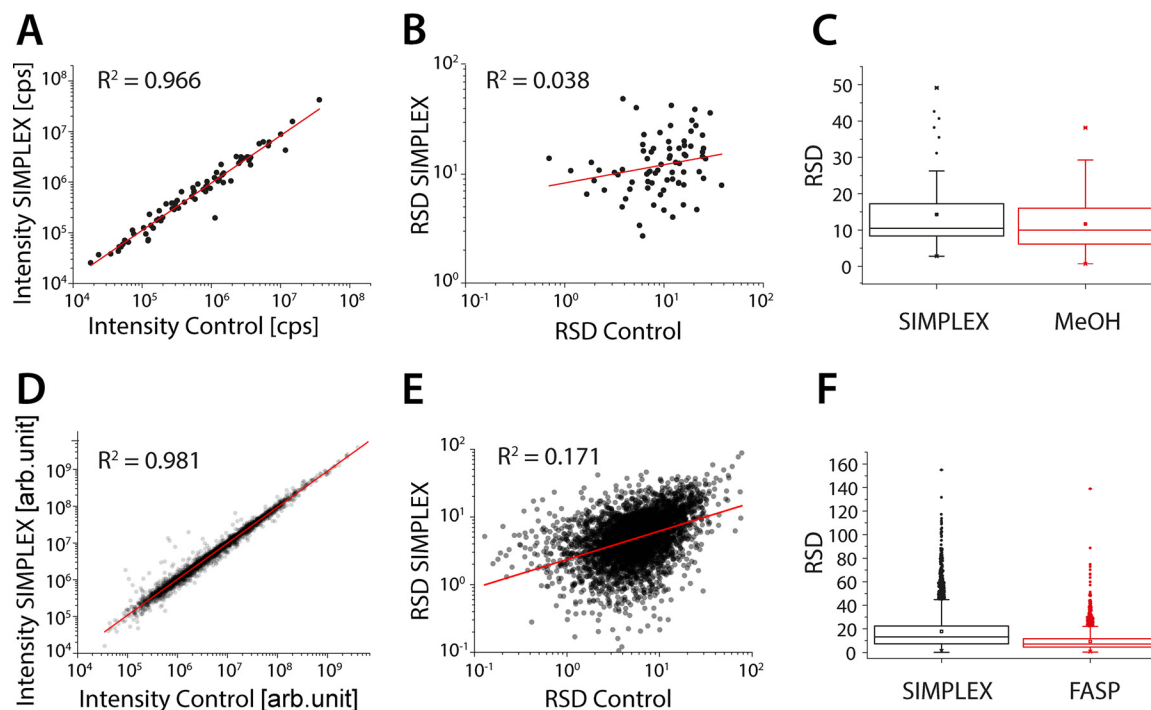 A
R² = 0.966
Intensity SIMPLEX [cps]
10⁸
10⁷
10⁶
10⁵
10⁴
10⁴ 10⁵ 10⁶ 10⁷ 10⁸
Intensity Control [cps]
B
R² = 0.038
RSD SIMPLEX
10²
10¹
10⁰
10⁻¹ 10⁰ 10¹ 10²
RSD Control
C
RSD
50
40
30
20
10
0
SIMPLEX MeOH
D
R² = 0.981
Intensity SIMPLEX [arb.unit]
10⁹
10⁸
10⁷
10⁶
10⁵
10⁴
10⁵ 10⁶ 10⁷ 10⁸ 10⁹
Intensity Control [arb.unit]
E
R² = 0.171
RSD SIMPLEX
10²
10¹
10⁰
10⁻¹
10⁻¹ 10⁰ 10¹ 10²
RSD Control
F
RSD
160
140
120
100
80
60
40
20
0
SIMPLEX FASP